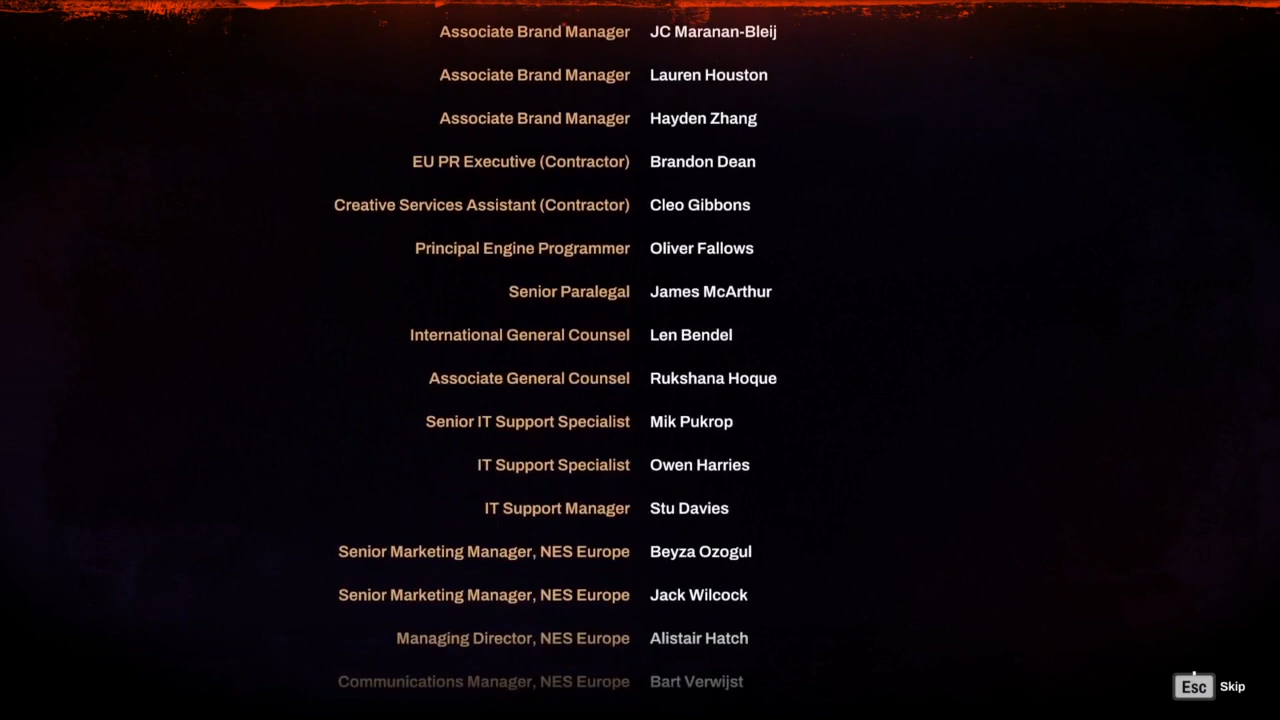 Associate Brand Manager JC Maranan-Bleij
Associate Brand Manager Lauren Houston
Associate Brand Manager Hayden Zhang
EU PR Executive (Contractor) Brandon Dean
Creative Services Assistant (Contractor) Cleo Gibbons
Principal Engine Programmer Oliver Fallows
Senior Paralegal James McArthur
International General Counsel Len Bendel
Associate General Counsel Rukshana Hoque
Senior IT Support Specialist Mik Pukrop
IT Support Specialist Owen Harries
IT Support Manager Stu Davies
Senior Marketing Manager, NES Europe Beyza Ozogul
Senior Marketing Manager, NES Europe Jack Wilcock
Managing Director, NES Europe Alistair Hatch
Communications Manager, NES Europe Bart Verwijst
Esc Skip